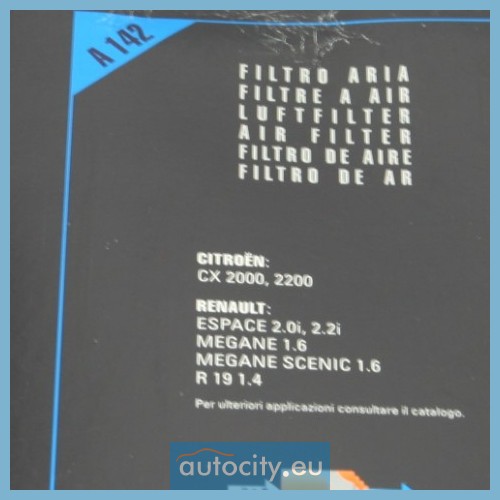 A 142
FILTRO ARIA
FILTRE A AIR
LUFTFILTER
AIR FILTER
FILTRO DE AIRE
FILTRO DE AR
CITROËN:
CX 2000, 2200
RENAULT:
ESPACE 2.0i, 2.2i
MEGANE 1.6
MEGANE SCENIC 1.6
R 19 1.4
Per ulteriori applicazioni consultare il catalogo.
autocity.eu